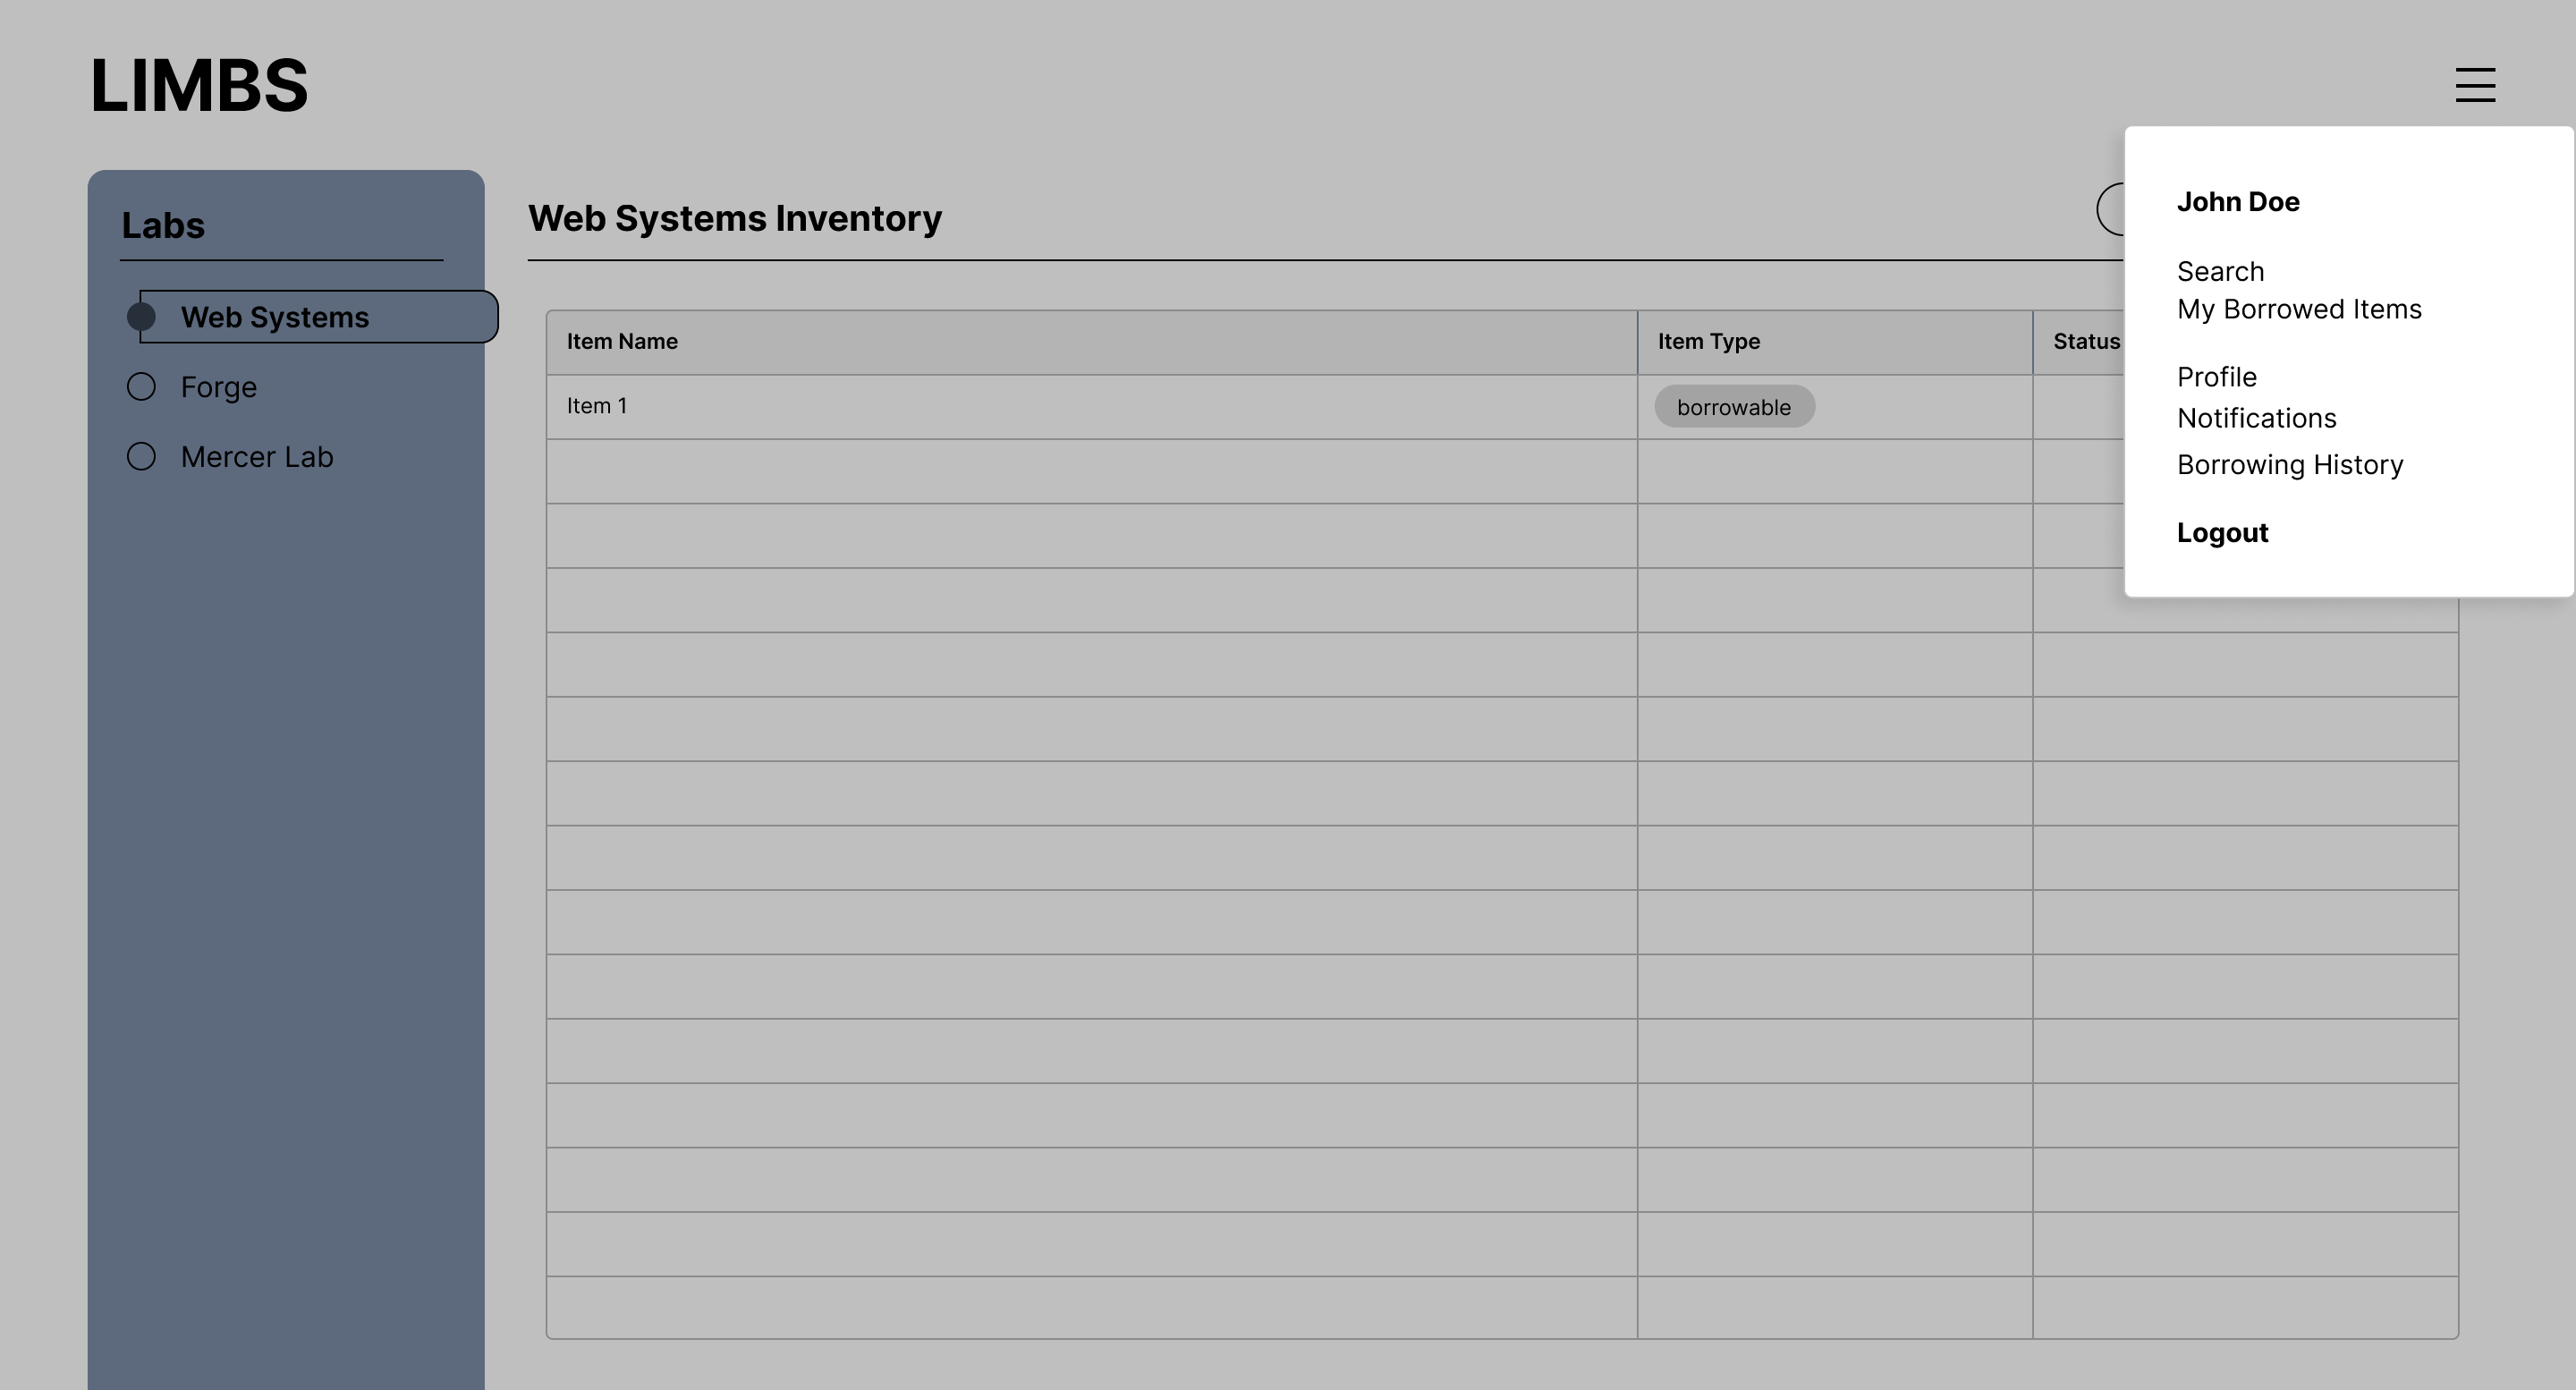 LIMBS
Labs
Web Systems
Forge
Mercer Lab
Web Systems Inventory
Item Name
Item Type
Status
Item 1
borrowable
John Doe
Search
My Borrowed Items
Profile
Notifications
Borrowing History
Logout